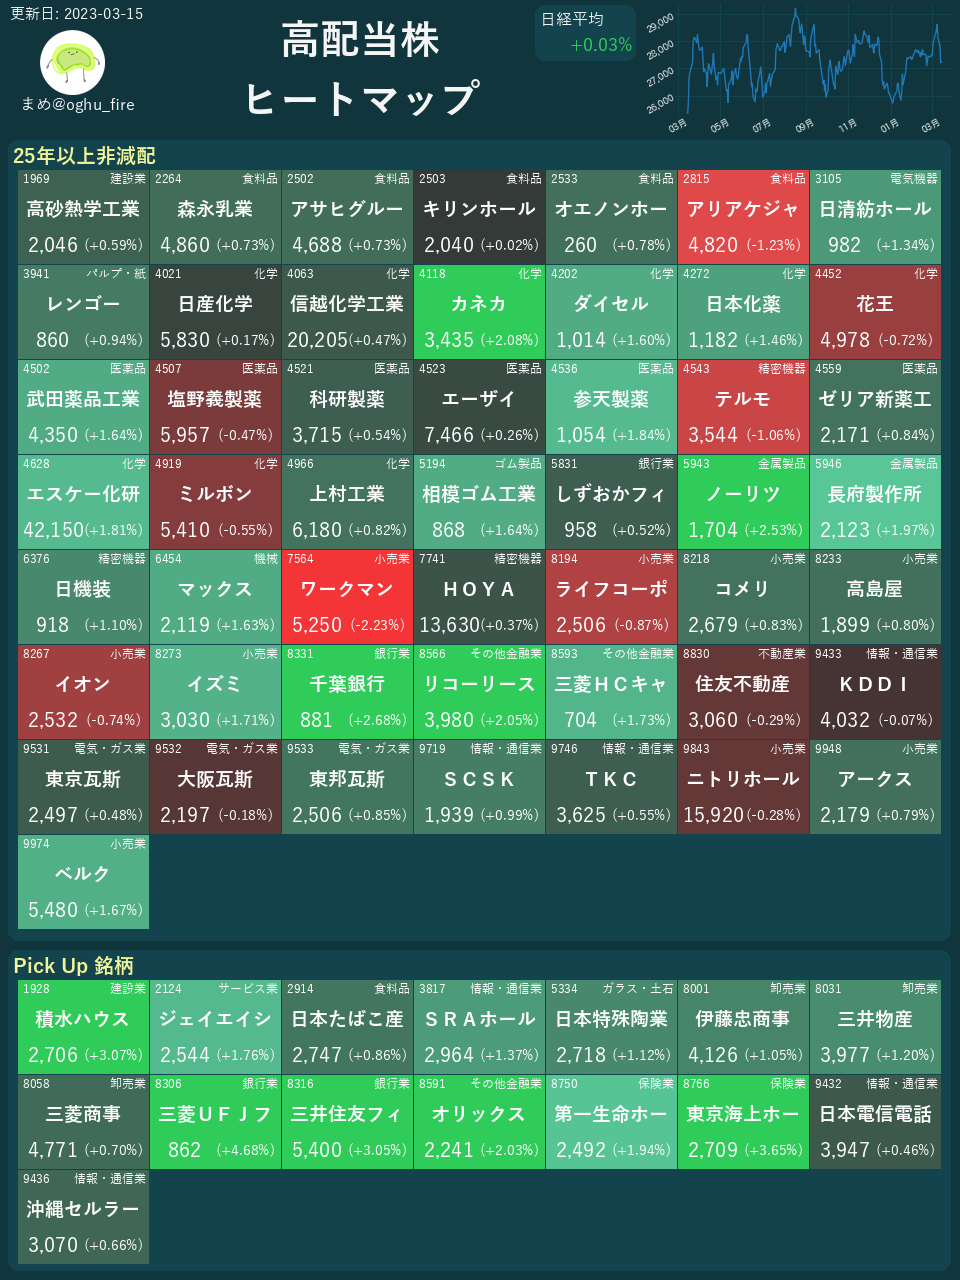 更新日: 2023-03-15
まめ@oghu_fire
高配当株
ヒートマップ
日経平均
+0.03%
29,000
28,000
27,000
26,000
03月 05月 07月 09月 11月 01月 03月
25年以上非減配
1969 建設業
高砂熱学工業
2,046 (+0.59%)
2264 食料品
森永乳業
4,860 (+0.73%)
2502 食料品
アサヒグルー
4,688 (+0.73%)
2503 食料品
キリンホール
2,040 (+0.02%)
2533 食料品
オエノンホー
260 (+0.78%)
2815 食料品
アリアケジャ
4,820 (-1.23%)
3105 電気機器
日清紡ホール
982 (+1.34%)
3941 パルプ・紙
レンゴー
860 (+0.94%)
4021 化学
日産化学
5,830 (+0.17%)
4063 化学
信越化学工業
20,205(+0.47%)
4118 化学
カネカ
3,435 (+2.08%)
4202 化学
ダイセル
1,014 (+1.60%)
4272 化学
日本化薬
1,182 (+1.46%)
4452 化学
花王
4,978 (-0.72%)
4502 医薬品
武田薬品工業
4,350 (+1.64%)
4507 医薬品
塩野義製薬
5,957 (-0.47%)
4521 医薬品
科研製薬
3,715 (+0.54%)
4523 医薬品
エーザイ
7,466 (+0.26%)
4536 医薬品
参天製薬
1,054 (+1.84%)
4543 精密機器
テルモ
3,544 (-1.06%)
4559 医薬品
ゼリア新薬工
2,171 (+0.84%)
4628 化学
エスケー化研
42,150(+1.81%)
4919 化学
ミルボン
5,410 (-0.55%)
4966 化学
上村工業
6,180 (+0.82%)
5194 ゴム製品
相模ゴム工業
868 (+1.64%)
5831 銀行業
しずおかフィ
958 (+0.52%)
5943 金属製品
ノーリツ
1,704 (+2.53%)
5946 金属製品
長府製作所
2,123 (+1.97%)
6376 精密機器
日機装
918 (+1.10%)
6454 機械
マックス
2,119 (+1.63%)
7564 小売業
ワークマン
5,250 (-2.23%)
7741 精密機器
ＨＯＹＡ
13,630(+0.37%)
8194 小売業
ライフコーポ
2,506 (-0.87%)
8218 小売業
コメリ
2,679 (+0.83%)
8233 小売業
高島屋
1,899 (+0.80%)
8267 小売業
イオン
2,532 (-0.74%)
8273 小売業
イズミ
3,030 (+1.71%)
8331 銀行業
千葉銀行
881 (+2.68%)
8566 その他金融業
リコーリース
3,980 (+2.05%)
8593 その他金融業
三菱ＨＣキャ
704 (+1.73%)
8830 不動産業
住友不動産
3,060 (-0.29%)
9433 情報・通信業
ＫＤＤＩ
4,032 (-0.07%)
9531 電気・ガス業
東京瓦斯
2,497 (+0.48%)
9532 電気・ガス業
大阪瓦斯
2,197 (-0.18%)
9533 電気・ガス業
東邦瓦斯
2,506 (+0.85%)
9719 情報・通信業
ＳＣＳＫ
1,939 (+0.99%)
9746 情報・通信業
ＴＫＣ
3,625 (+0.55%)
9843 小売業
ニトリホール
15,920(-0.28%)
9948 小売業
アークス
2,179 (+0.79%)
9974 小売業
ベルク
5,480 (+1.67%)
Pick Up 銘柄
1928 建設業
積水ハウス
2,706 (+3.07%)
2124 サービス業
ジェイエイシ
2,544 (+1.76%)
2914 食料品
日本たばこ産
2,747 (+0.86%)
3817 情報・通信業
ＳＲＡホール
2,964 (+1.37%)
5334 ガラス・土石
日本特殊陶業
2,718 (+1.12%)
8001 卸売業
伊藤忠商事
4,126 (+1.05%)
8031 卸売業
三井物産
3,977 (+1.20%)
8058 卸売業
三菱商事
4,771 (+0.70%)
8306 銀行業
三菱ＵＦＪフ
862 (+4.68%)
8316 銀行業
三井住友フィ
5,400 (+3.05%)
8591 その他金融業
オリックス
2,241 (+2.03%)
8750 保険業
第一生命ホー
2,492 (+1.94%)
8766 保険業
東京海上ホー
2,709 (+3.65%)
9432 情報・通信業
日本電信電話
3,947 (+0.46%)
9436 情報・通信業
沖縄セルラー
3,070 (+0.66%)